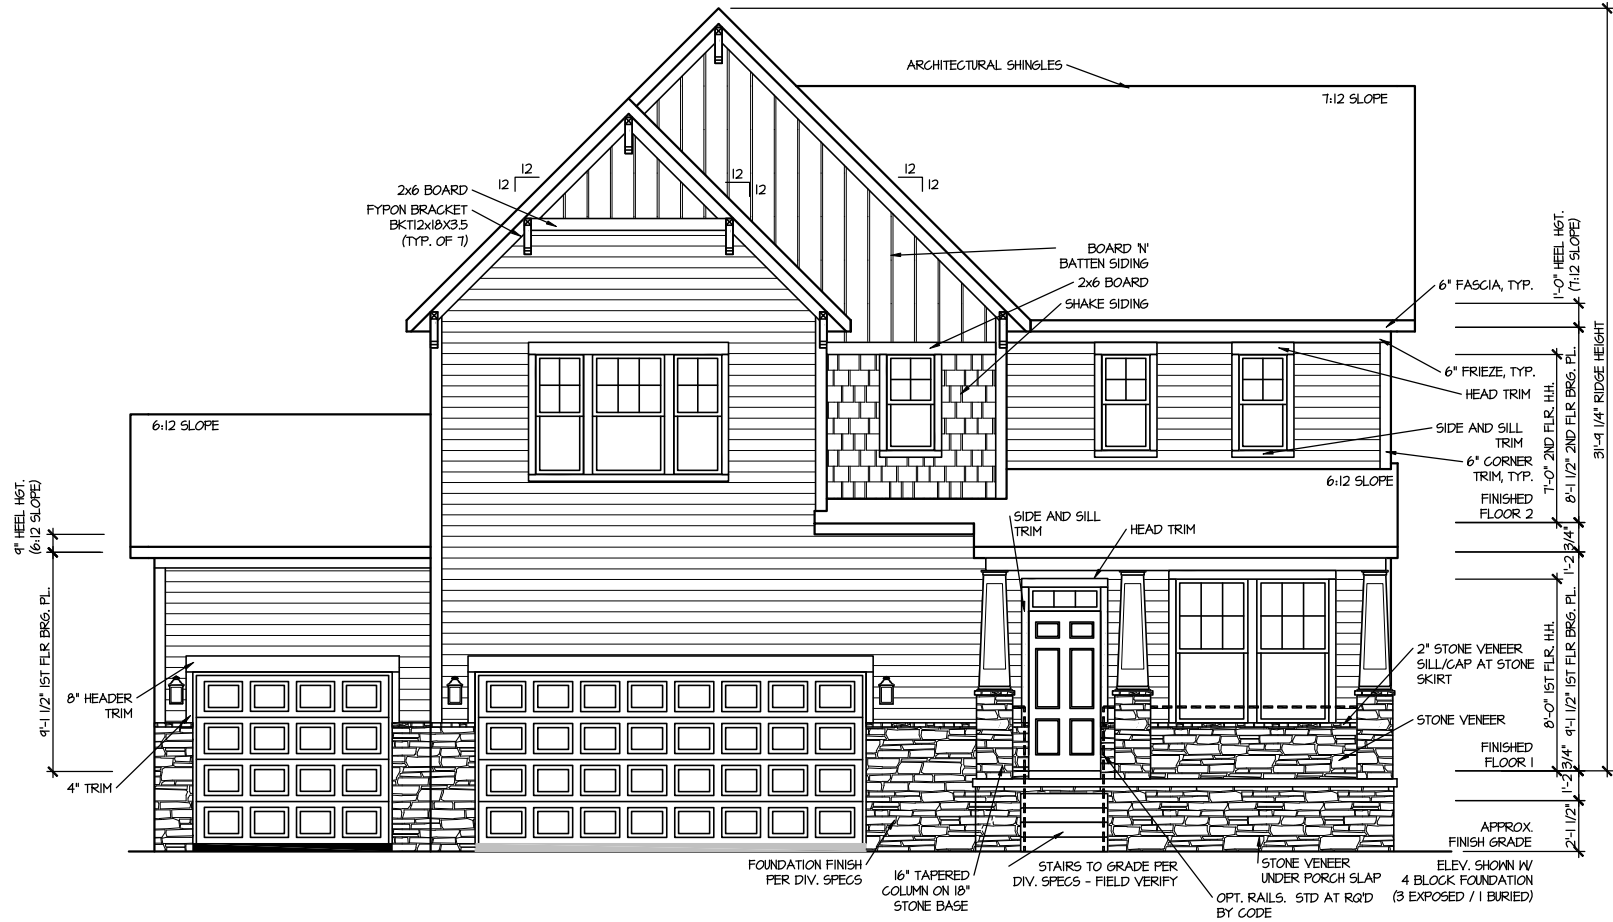 ARCHITECTURAL SHINGLES
7:12 SLOPE
12
12
12
12
12
12
2x6 BOARD
FYPON BRACKET
BKT12x18X3.5
(TYP. OF 7)
BOARD 'N'
BATTEN SIDING
2x6 BOARD
SHAKE SIDING
1'-0" HEEL HGT.
(7:12 SLOPE)
6" FASCIA, TYP.
31'-9 1/4" RIDGE HEIGHT
6" FRIEZE, TYP.
HEAD TRIM
7'-0" 2ND FLR. H.H.
8'-1 1/2" 2ND FLR BRG. PL.
6:12 SLOPE
SIDE AND SILL
TRIM
6" CORNER
TRIM, TYP.
6:12 SLOPE
FINISHED
FLOOR 2
9" HEEL HGT.
(6:12 SLOPE)
SIDE AND SILL
TRIM
HEAD TRIM
1'-2 3/4"
9'-1 1/2" 1ST FLR BRG. PL.
8'-0" 1ST FLR. H.H.
9'-1 1/2" 1ST FLR BRG. PL.
2" STONE VENEER
SILL/CAP AT STONE
SKIRT
8" HEADER
TRIM
STONE VENEER
FINISHED
FLOOR 1
4" TRIM
1'-2 3/4"
2'-1 1/2"
APPROX.
FINISH GRADE
FOUNDATION FINISH
PER DIV. SPECS
16" TAPERED
COLUMN ON 18"
STONE BASE
STAIRS TO GRADE PER
DIV. SPECS - FIELD VERIFY
STONE VENEER
UNDER PORCH SLAP
OPT. RAILS. STD AT RQ'D
BY CODE
ELEV. SHOWN W/
4 BLOCK FOUNDATION
(3 EXPOSED / 1 BURIED)